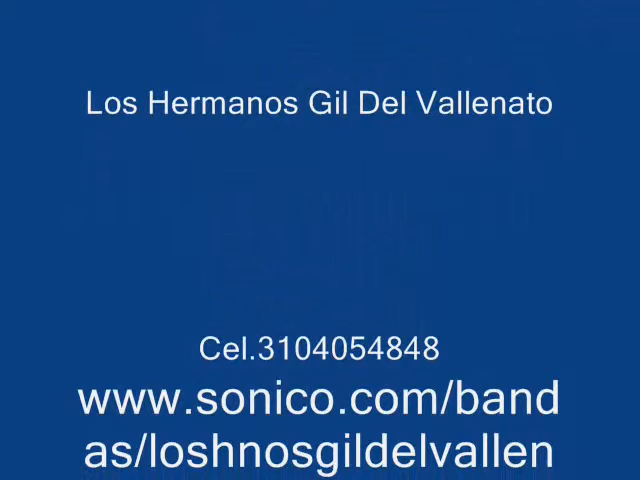 Los Hermanos Gil Del Vallenato
Cel.3104054848
www.sonico.com/band
as/loshnosgildelvallen